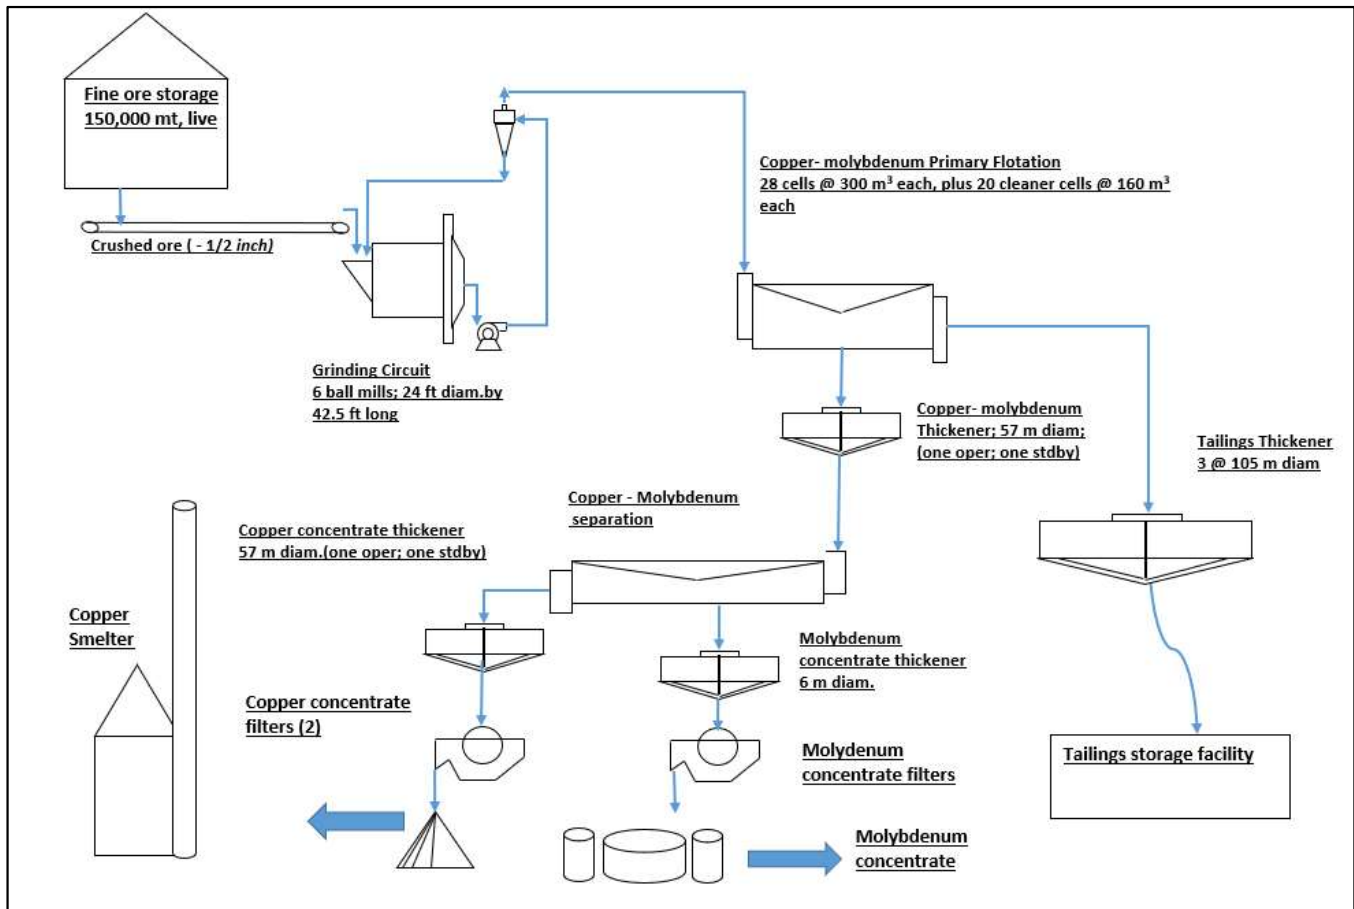 Fine ore storage
150,000 mt, live
Crushed ore ( - 1/2 inch)
Grinding Circuit
6 ball mills; 24 ft diam.by
42.5 ft long
Copper- molybdenum Primary Flotation
28 cells @ 300 m³ each, plus 20 cleaner cells @ 160 m³
each
Copper- molybdenum
Thickener; 57 m diam;
(one oper; one stdby)
Tailings Thickener
3 @ 105 m diam
Copper - Molybdenum
separation
Copper concentrate thickener
57 m diam.(one oper; one stdby)
Copper
Smelter
Molybdenum
concentrate thickener
6 m diam.
Copper concentrate
filters (2)
Molydenum
concentrate filters
Tailings storage facility
Molybdenum
concentrate